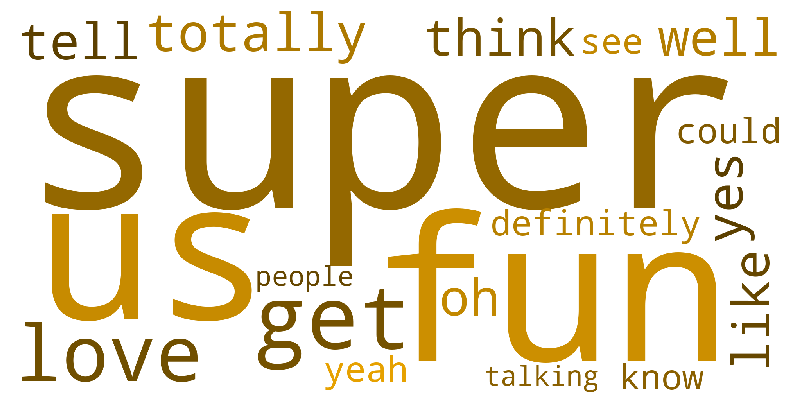 tell totally think see well
super
could
yes
us fun definitely
people
get oh like
love
yeah talking know